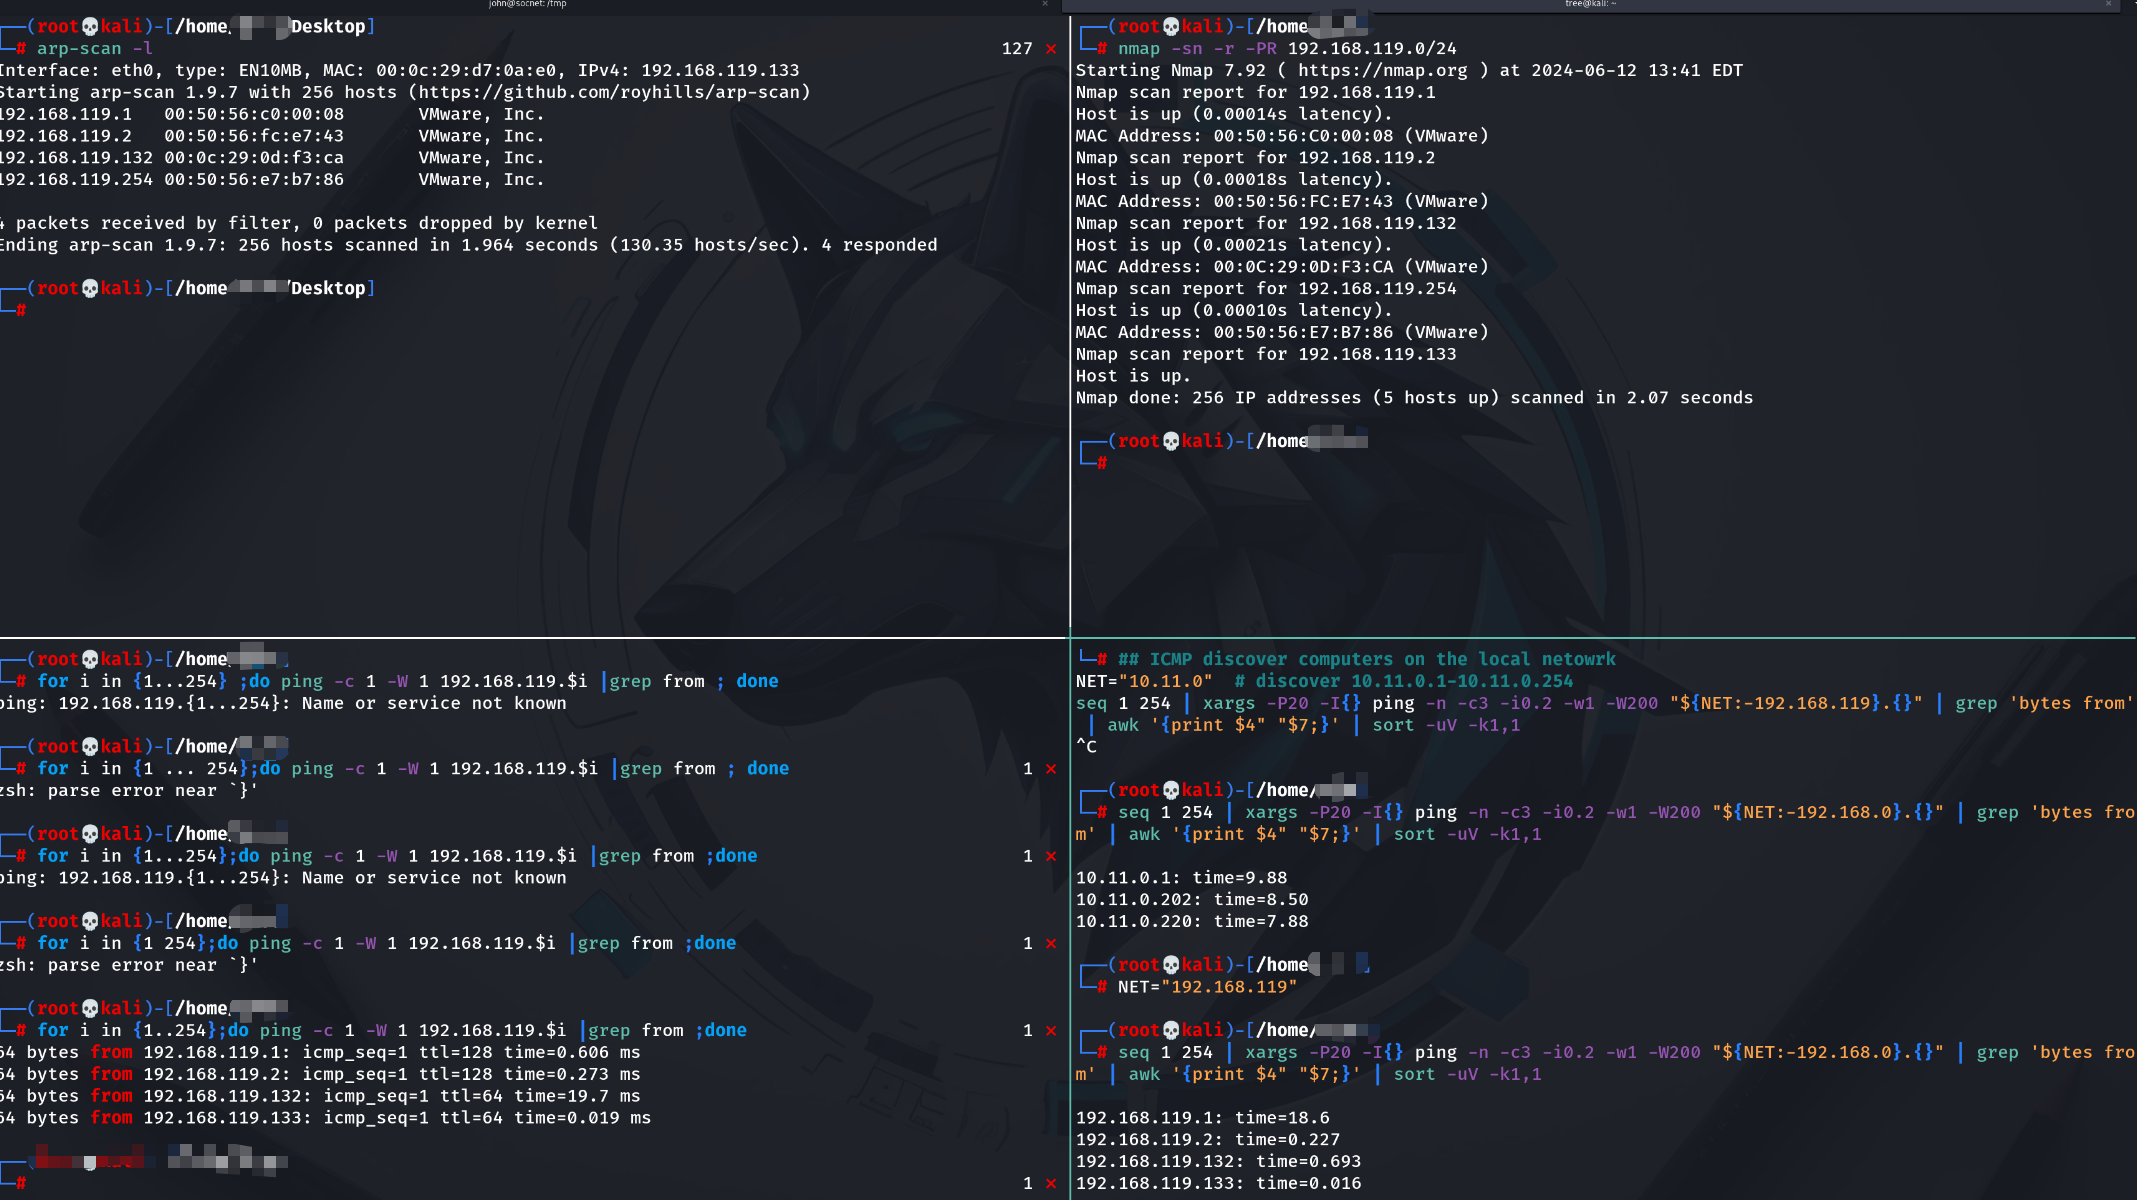 john@socnet: /tmp
tree@kali: ~
(root💀kali)-[/home/ Desktop]
# arp-scan -l 127 ×
Interface: eth0, type: EN10MB, MAC: 00:0c:29:d7:0a:e0, IPv4: 192.168.119.133
Starting arp-scan 1.9.7 with 256 hosts (https://github.com/royhills/arp-scan)
192.168.119.1 00:50:56:c0:00:08 VMware, Inc.
192.168.119.2 00:50:56:fc:e7:43 VMware, Inc.
192.168.119.132 00:0c:29:0d:f3:ca VMware, Inc.
192.168.119.254 00:50:56:e7:b7:86 VMware, Inc.
4 packets received by filter, 0 packets dropped by kernel
Ending arp-scan 1.9.7: 256 hosts scanned in 1.964 seconds (130.35 hosts/sec). 4 responded
(root💀kali)-[/home /Desktop]
#
(root💀kali)-[/home/
# nmap -sn -r -PR 192.168.119.0/24
Starting Nmap 7.92 ( https://nmap.org ) at 2024-06-12 13:41 EDT
Nmap scan report for 192.168.119.1
Host is up (0.00014s latency).
MAC Address: 00:50:56:C0:00:08 (VMware)
Nmap scan report for 192.168.119.2
Host is up (0.00018s latency).
MAC Address: 00:50:56:FC:E7:43 (VMware)
Nmap scan report for 192.168.119.132
Host is up (0.00021s latency).
MAC Address: 00:0C:29:0D:F3:CA (VMware)
Nmap scan report for 192.168.119.254
Host is up (0.00010s latency).
MAC Address: 00:50:56:E7:B7:86 (VMware)
Nmap scan report for 192.168.119.133
Host is up.
Nmap done: 256 IP addresses (5 hosts up) scanned in 2.07 seconds
(root💀kali)-[/home
#
(root💀kali)-[/home
# for i in {1...254} ;do ping -c 1 -W 1 192.168.119.$i |grep from ; done
ping: 192.168.119.{1...254}: Name or service not known
(root💀kali)-[/home/
# for i in {1 ... 254};do ping -c 1 -W 1 192.168.119.$i |grep from ; done 1 ×
zsh: parse error near `}'
(root💀kali)-[/home
# for i in {1...254};do ping -c 1 -W 1 192.168.119.$i |grep from ;done 1 ×
ping: 192.168.119.{1...254}: Name or service not known
(root💀kali)-[/home
# for i in {1 254};do ping -c 1 -W 1 192.168.119.$i |grep from ;done 1 ×
zsh: parse error near `}'
(root💀kali)-[/home
# for i in {1..254};do ping -c 1 -W 1 192.168.119.$i |grep from ;done 1 ×
64 bytes from 192.168.119.1: icmp_seq=1 ttl=128 time=0.606 ms
64 bytes from 192.168.119.2: icmp_seq=1 ttl=128 time=0.273 ms
64 bytes from 192.168.119.132: icmp_seq=1 ttl=64 time=19.7 ms
64 bytes from 192.168.119.133: icmp_seq=1 ttl=64 time=0.019 ms
# 1 ×
# ## ICMP discover computers on the local netowrk
NET="10.11.0" # discover 10.11.0.1-10.11.0.254
seq 1 254 | xargs -P20 -I{} ping -n -c3 -i0.2 -w1 -W200 "${NET:-192.168.119}.{}" | grep 'bytes from'
| awk '{print $4" "$7;}' | sort -uV -k1,1
^C
(root💀kali)-[/home/
# seq 1 254 | xargs -P20 -I{} ping -n -c3 -i0.2 -w1 -W200 "${NET:-192.168.0}.{}" | grep 'bytes fro
m' | awk '{print $4" "$7;}' | sort -uV -k1,1
10.11.0.1: time=9.88
10.11.0.202: time=8.50
10.11.0.220: time=7.88
(root💀kali)-[/home
# NET="192.168.119"
(root💀kali)-[/home/
# seq 1 254 | xargs -P20 -I{} ping -n -c3 -i0.2 -w1 -W200 "${NET:-192.168.0}.{}" | grep 'bytes fro
m' | awk '{print $4" "$7;}' | sort -uV -k1,1
192.168.119.1: time=18.6
192.168.119.2: time=0.227
192.168.119.132: time=0.693
192.168.119.133: time=0.016